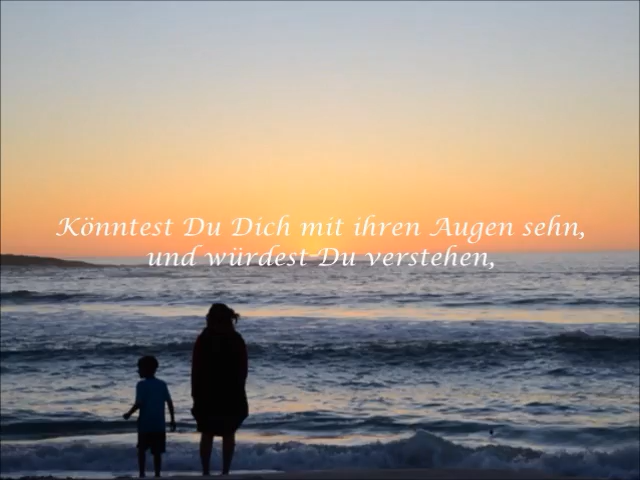 Könntest Du Dich mit ihren Augen sehn,
und würdest Du verstehen,